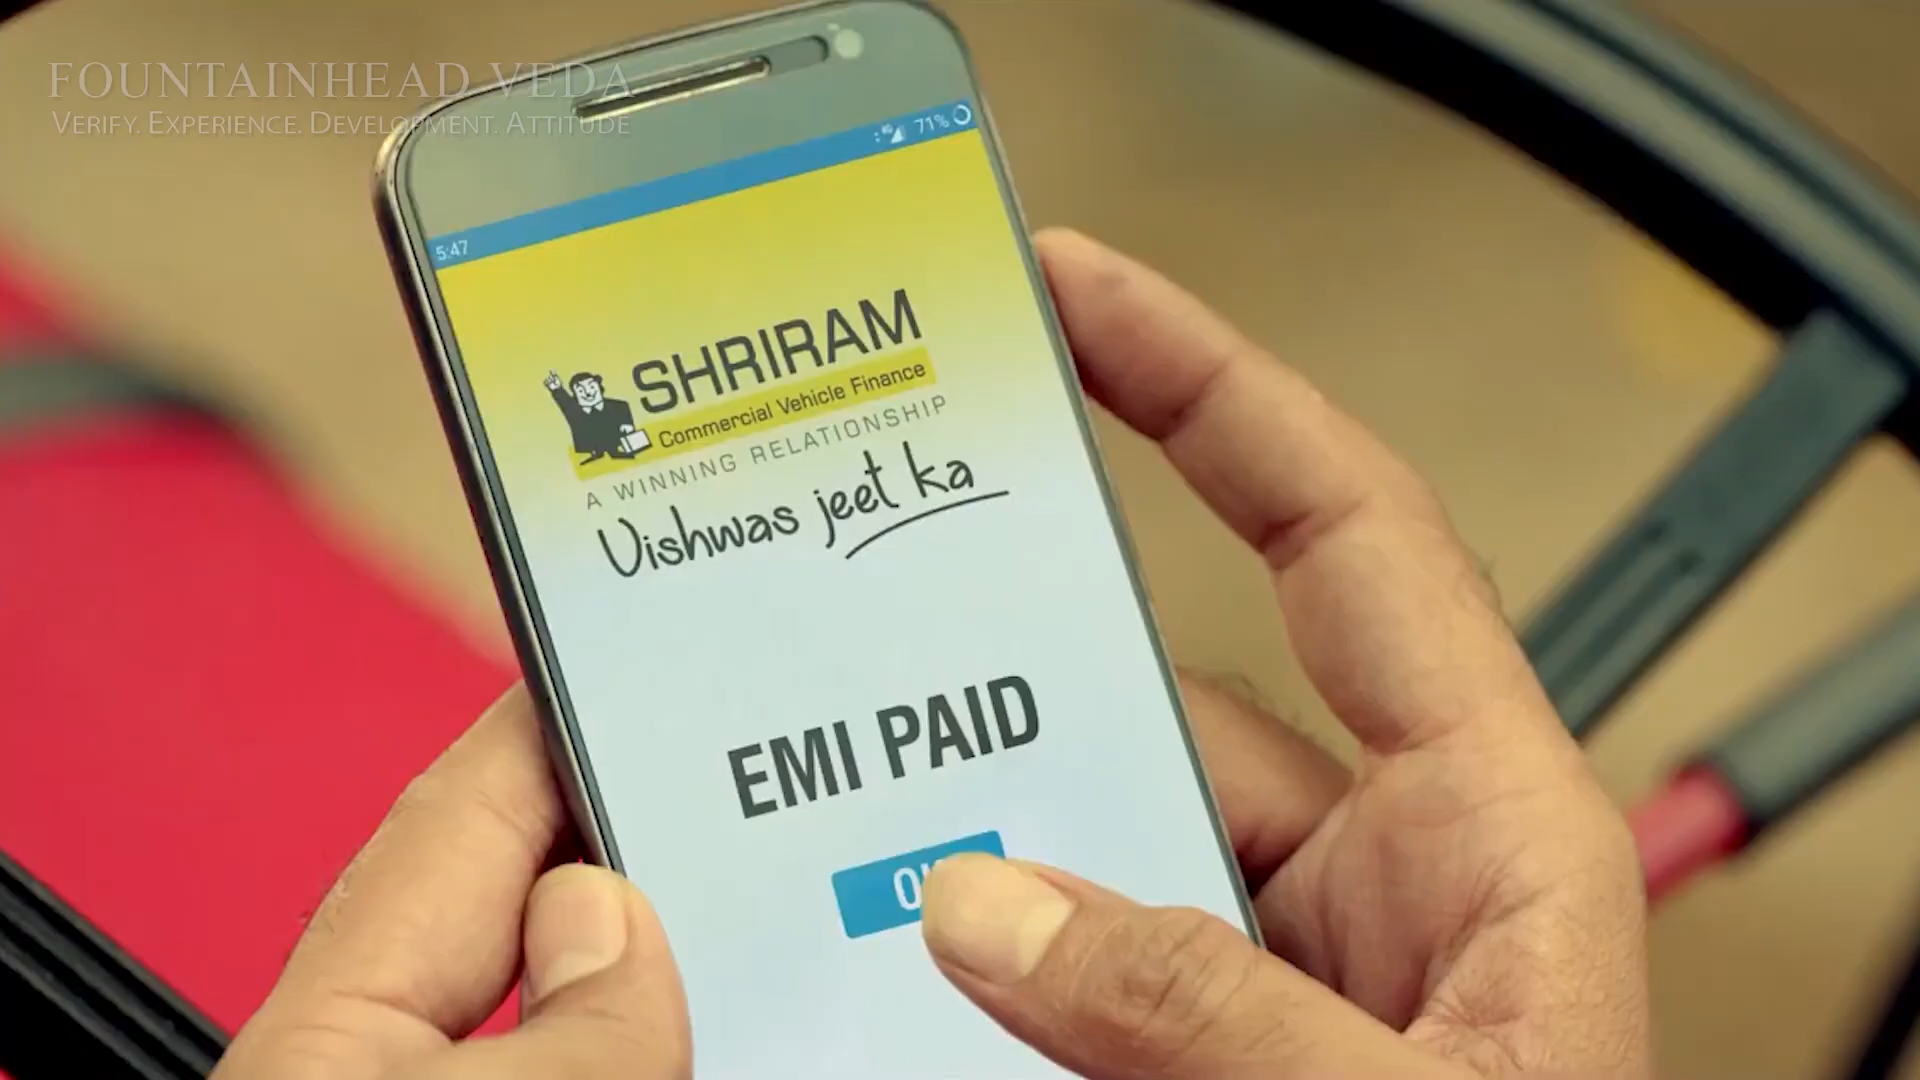 FOUNTAINHEAD VEDA
VERIFY. EXPERIENCE. DEVELOPMENT. ATTITUDE
4G 71%
5:47
SHRIRAM
Commercial Vehicle Finance
A WINNING RELATIONSHIP
Vishwas jeet ka
EMI PAID